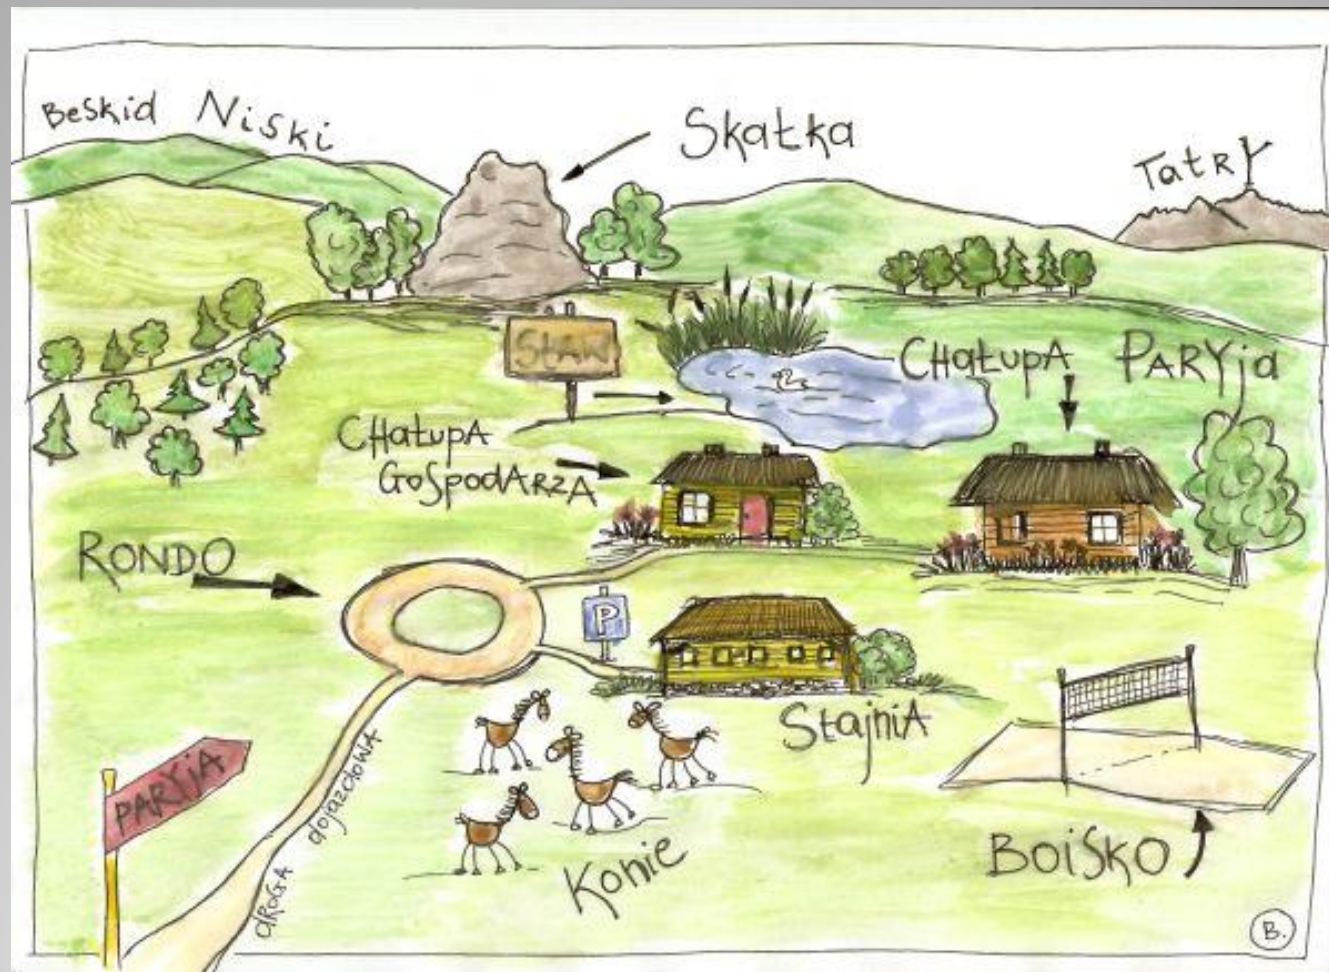 Beskid Niski
Skałka
Tatry
Staw
Chałupa Paryja
Chałupa
Gospodarza
Rondo
P
Stajnia
Paryja
droga dojazdowa
Konie
Boisko
B.